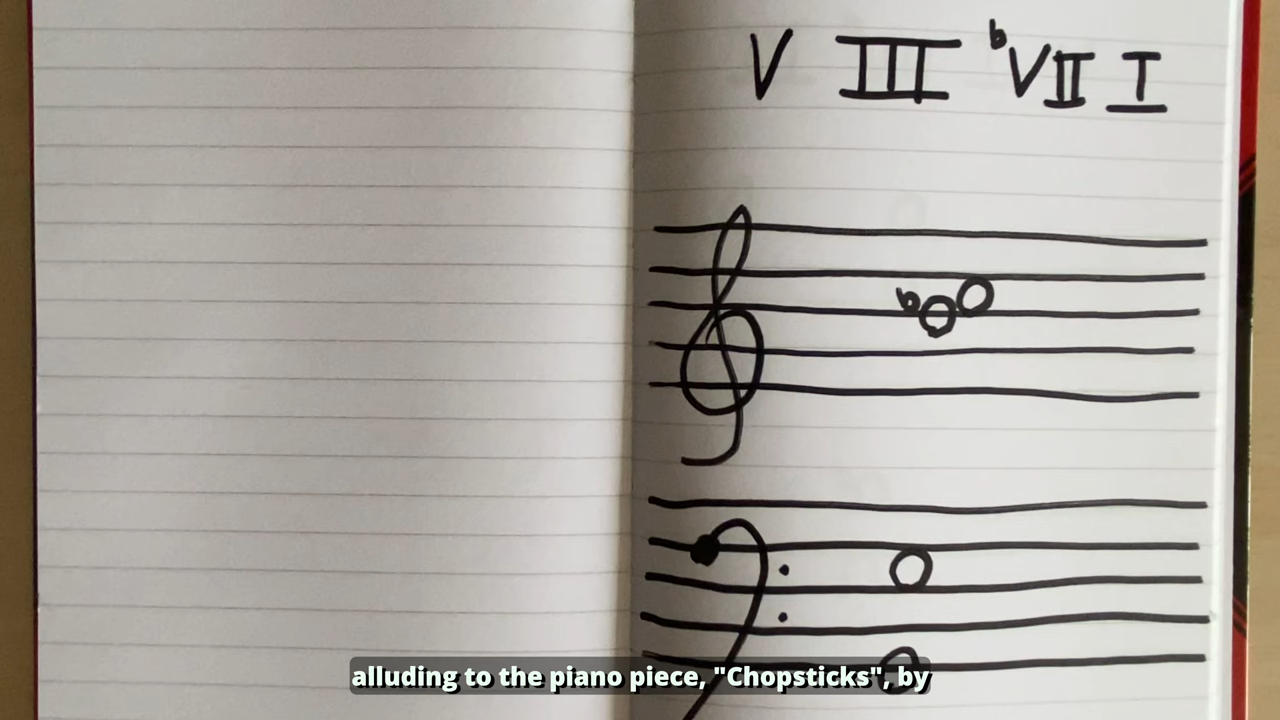 V III ♭VII I
alluding to the piano piece, "Chopsticks", by